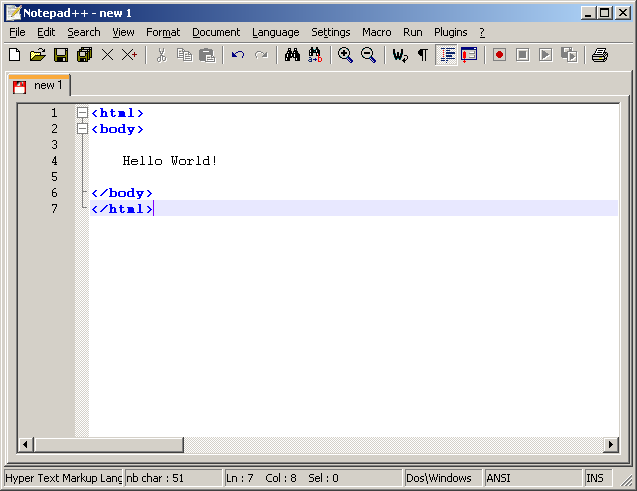 Notepad++ - new 1
File Edit Search View Format Document Language Settings Macro Run Plugins ?
new 1
1 <html>
2 <body>
3
4 Hello World!
5
6 </body>
7 </html>
Hyper Text Markup Lang nb char : 51 Ln : 7 Col : 8 Sel : 0 Dos\Windows ANSI INS